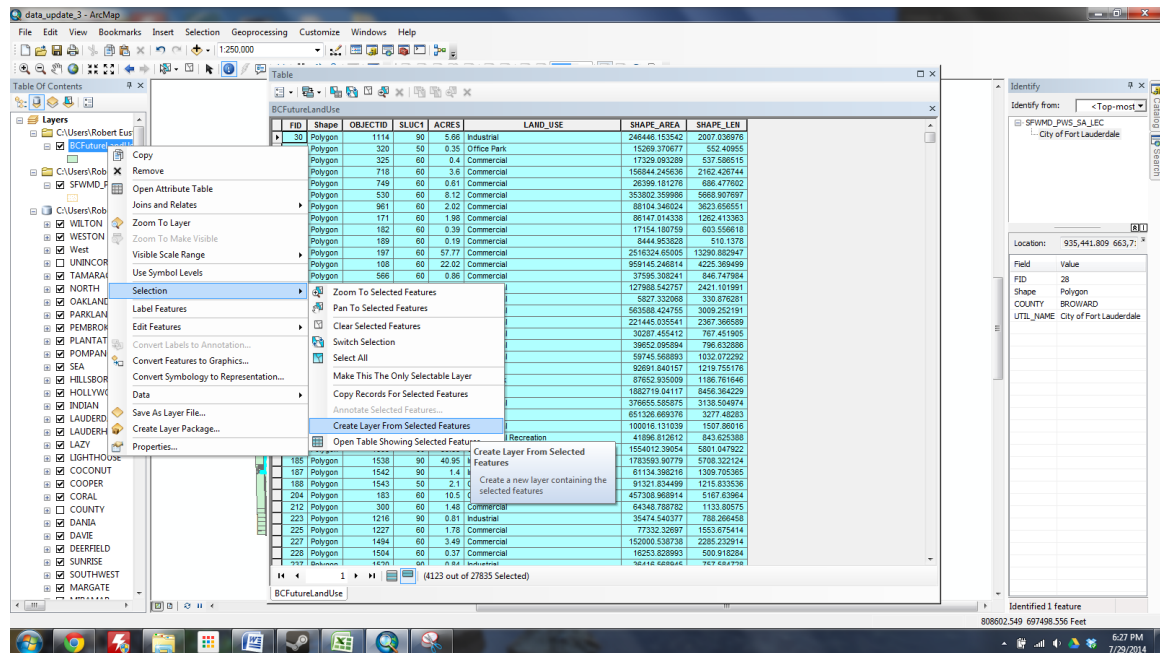 data_update_3 - ArcMap
File Edit View Bookmarks Insert Selection Geoprocessing Customize Windows Help
1:250,000
Table Of Contents
Layers
C:\Users\Robert Eus
BCFutureLandUs
C:\Users\Rob
SFWMD_P
C:\Users\Rob
WILTON
WESTON
West
UNINCOR
TAMARA
NORTH
OAKLAND
PARKLAN
PEMBROK
PLANTAT
POMPAN
SEA
HILLSBOR
HOLLYWO
INDIAN
LAUDERD
LAUDERH
LAZY
LIGHTHOUSE
COCONUT
COOPER
CORAL
COUNTY
DANIA
DAVIE
DEERFIELD
SUNRISE
SOUTHWEST
MARGATE
Copy
Remove
Open Attribute Table
Joins and Relates
Zoom To Layer
Zoom To Make Visible
Visible Scale Range
Use Symbol Levels
Selection
Label Features
Edit Features
Convert Labels to Annotation...
Convert Features to Graphics...
Convert Symbology to Representation...
Data
Save As Layer File...
Create Layer Package...
Properties...
Zoom To Selected Features
Pan To Selected Features
Clear Selected Features
Switch Selection
Select All
Make This The Only Selectable Layer
Copy Records For Selected Features
Annotate Selected Features...
Create Layer From Selected Features
Open Table Showing Selected Features
Create Layer From Selected
Features
Create a new layer containing the
selected features
Table
BCFutureLandUse
FID Shape OBJECTID SLUC1 ACRES LAND_USE SHAPE_AREA SHAPE_LEN
30 Polygon 1114 90 5.66 Industrial 246446.153542 2007.036976
Polygon 320 50 0.35 Office Park 15269.370677 552.40955
Polygon 325 60 0.4 Commercial 17329.093289 537.586515
Polygon 718 60 3.6 Commercial 156844.245636 2162.426744
Polygon 749 60 0.61 Commercial 26399.181276 686.477602
Polygon 530 60 8.12 Commercial 353802.359986 5668.907697
Polygon 961 60 2.02 Commercial 88104.346024 3623.656551
Polygon 171 60 1.98 Commercial 86147.014338 1262.413363
Polygon 182 60 0.39 Commercial 17154.180759 603.556618
Polygon 189 60 0.19 Commercial 8444.953828 510.1378
Polygon 197 60 57.77 Commercial 2516324.65005 13290.882947
Polygon 108 60 22.02 Commercial 959145.246814 4225.369499
Polygon 566 60 0.86 Commercial 37595.308241 846.747984
127988.542757 2421.101991
5827.332068 330.876281
563588.424755 3009.252191
221445.035541 2367.366589
30287.455412 767.451905
39652.095894 796.632886
59745.568893 1032.072292
92691.840157 1219.755176
87652.935009 1186.761646
1882719.04117 8456.364229
376655.585875 3138.504974
651326.669376 3277.48283
100016.131039 1507.86016
Recreation 41896.812612 843.625388
1554012.39054 5801.047922
185 Polygon 1538 90 40.95 1783593.90779 5708.322124
187 Polygon 1542 90 1.4 61134.398216 1309.705365
188 Polygon 1543 50 2.1 91321.834499 1215.833536
204 Polygon 183 60 10.5 457308.968914 5167.63964
212 Polygon 300 60 1.48 Commercial 64348.788782 1133.80575
223 Polygon 1216 90 0.81 Industrial 35474.540377 788.266458
225 Polygon 1227 60 1.78 Commercial 77332.32697 1553.675414
227 Polygon 1494 60 3.49 Commercial 152000.538738 2285.232914
228 Polygon 1504 60 0.37 Commercial 16253.828993 500.918284
237 Polygon 1520 90 0.84 Industrial 36416.568945 757.584728
1 (4123 out of 27835 Selected)
BCFutureLandUse
Identify
Identify from: <Top-most
SFWMD_PWS_SA_LEC
City of Fort Lauderdale
Location: 935,441.809 663,7:
Field Value
FID 28
Shape Polygon
COUNTY BROWARD
UTIL_NAME City of Fort Lauderdale
Identified 1 feature
Catalog
Search
808602.549 697498.556 Feet
6:27 PM
7/29/2014